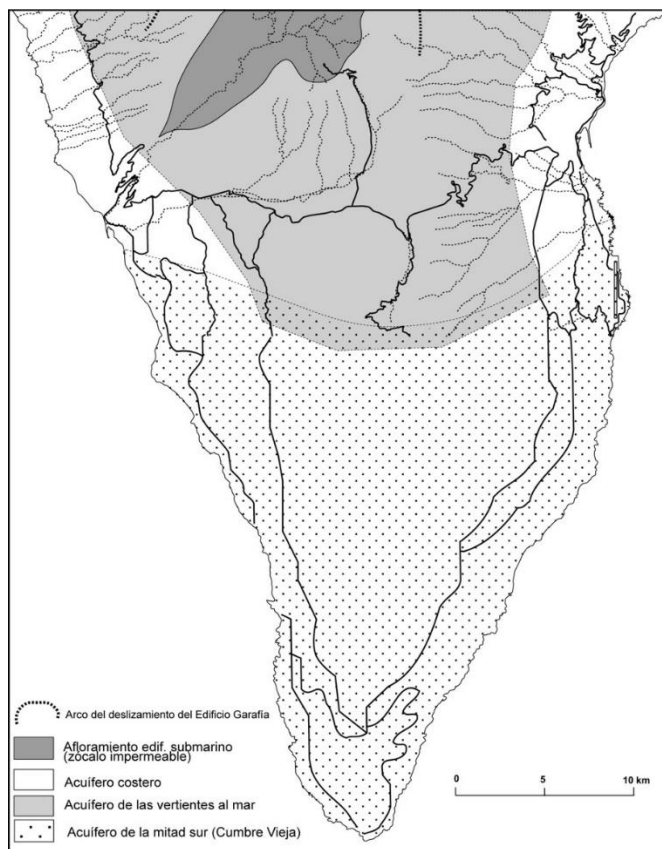 Arco del deslizamiento del Edificio Garafía
Afloramiento edif. submarino
(zócalo impermeable)
Acuífero costero
Acuífero de las vertientes al mar
Acuífero de la mitad sur (Cumbre Vieja)
0 5 10 km